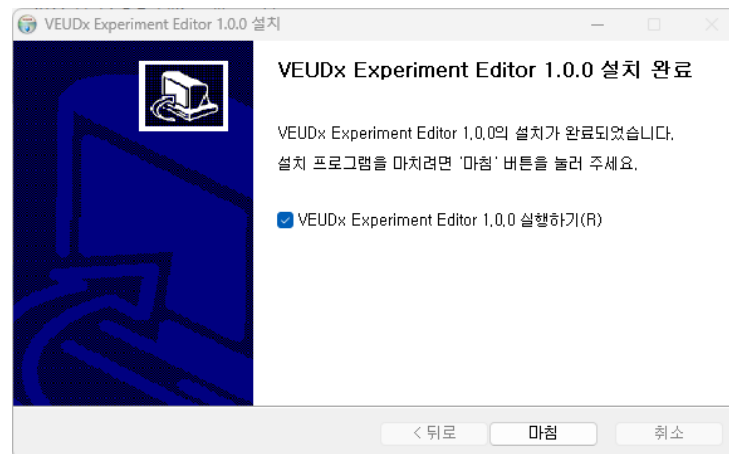 VEUDx Experiment Editor 1.0.0 설치
VEUDx Experiment Editor 1.0.0 설치 완료
VEUDx Experiment Editor 1.0.0의 설치가 완료되었습니다.
설치 프로그램을 마치려면 '마침' 버튼을 눌러 주세요.
VEUDx Experiment Editor 1.0.0 실행하기(R)
< 뒤로
마침
취소